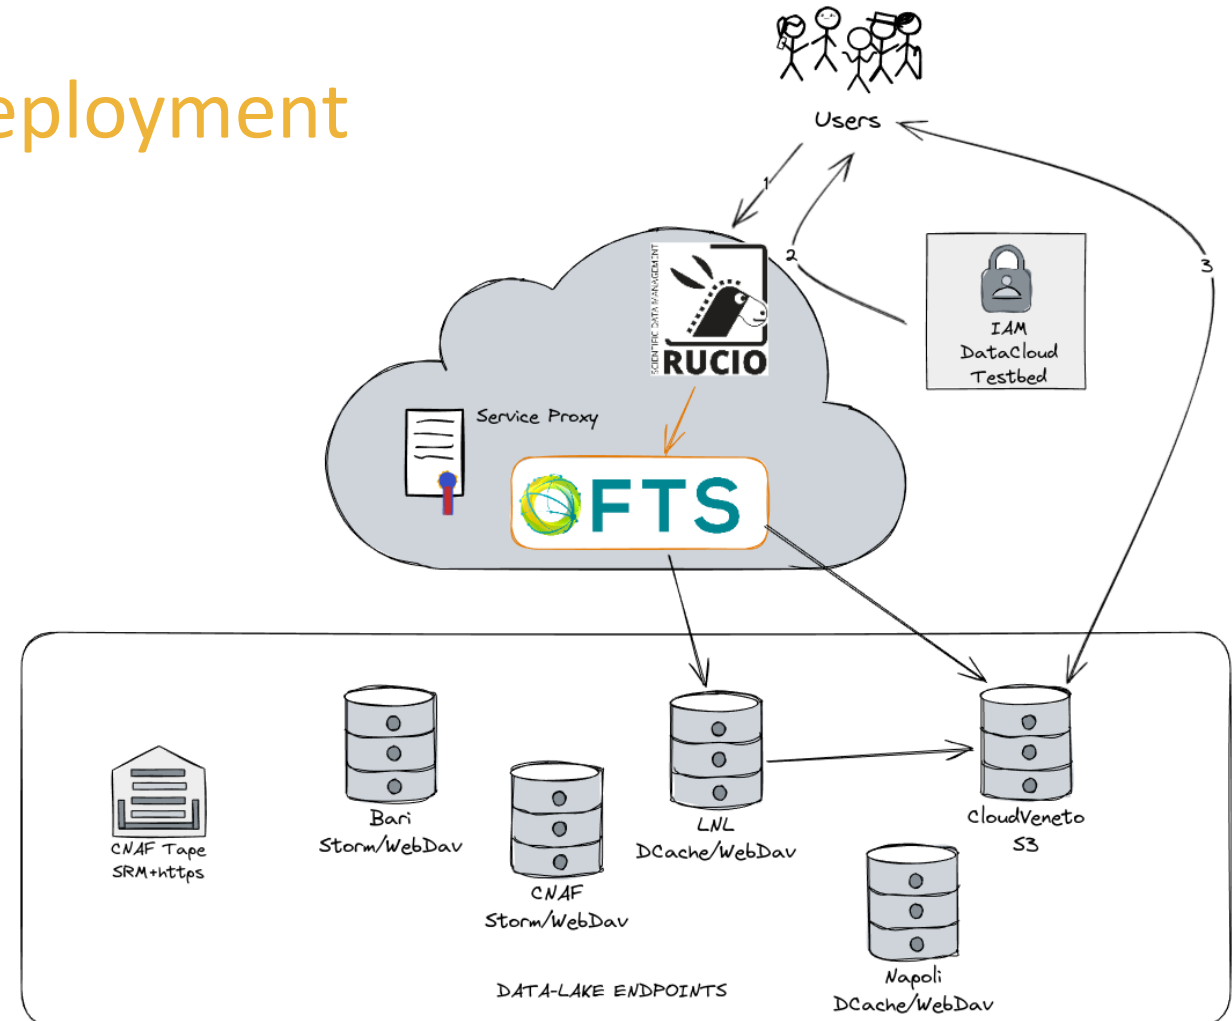 eployment
Users
1
2
3
SCIENTIFIC DATA MANAGEMENT
RUCIO
IAM
DataCloud
Testbed
Service Proxy
FTS
Bari
Storm/WebDav
CNAF Tape
SRM+https
CNAF
Storm/WebDav
LNL
DCache/WebDav
CloudVeneto
S3
Napoli
DCache/WebDav
DATA-LAKE ENDPOINTS